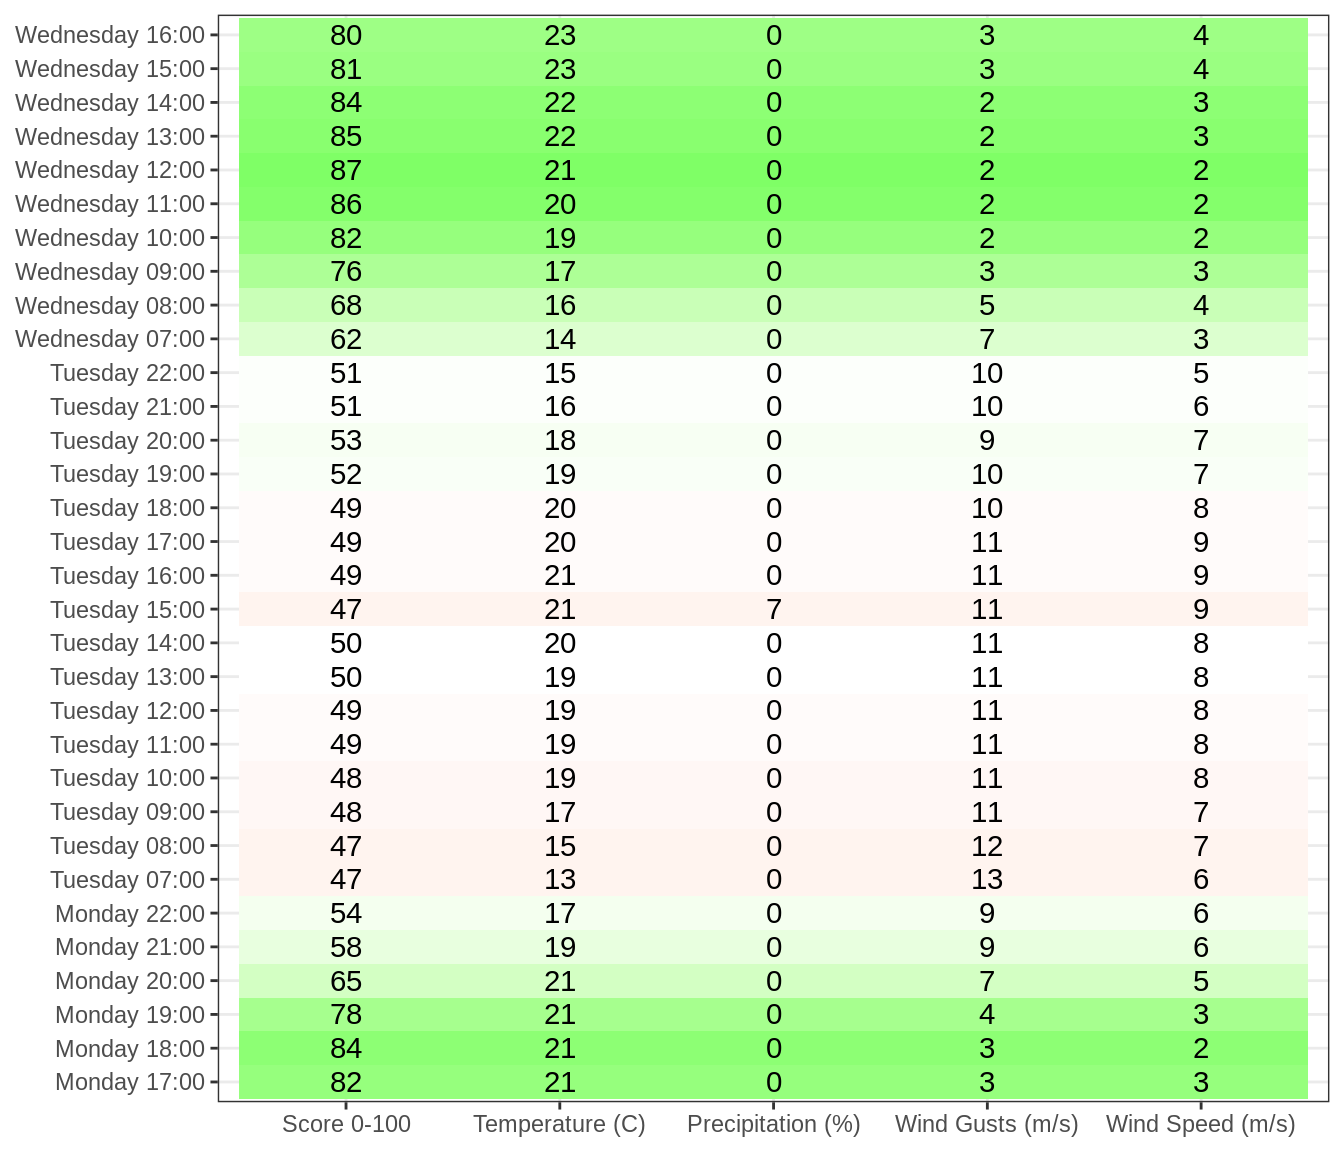 Wednesday 16:00 80 23 0 3 4
Wednesday 15:00 81 23 0 3 4
Wednesday 14:00 84 22 0 2 3
Wednesday 13:00 85 22 0 2 3
Wednesday 12:00 87 21 0 2 2
Wednesday 11:00 86 20 0 2 2
Wednesday 10:00 82 19 0 2 2
Wednesday 09:00 76 17 0 3 3
Wednesday 08:00 68 16 0 5 4
Wednesday 07:00 62 14 0 7 3
Tuesday 22:00 51 15 0 10 5
Tuesday 21:00 51 16 0 10 6
Tuesday 20:00 53 18 0 9 7
Tuesday 19:00 52 19 0 10 7
Tuesday 18:00 49 20 0 10 8
Tuesday 17:00 49 20 0 11 9
Tuesday 16:00 49 21 0 11 9
Tuesday 15:00 47 21 7 11 9
Tuesday 14:00 50 20 0 11 8
Tuesday 13:00 50 19 0 11 8
Tuesday 12:00 49 19 0 11 8
Tuesday 11:00 49 19 0 11 8
Tuesday 10:00 48 19 0 11 8
Tuesday 09:00 48 17 0 11 7
Tuesday 08:00 47 15 0 12 7
Tuesday 07:00 47 13 0 13 6
Monday 22:00 54 17 0 9 6
Monday 21:00 58 19 0 9 6
Monday 20:00 65 21 0 7 5
Monday 19:00 78 21 0 4 3
Monday 18:00 84 21 0 3 2
Monday 17:00 82 21 0 3 3
Score 0-100 Temperature (C) Precipitation (%) Wind Gusts (m/s) Wind Speed (m/s)